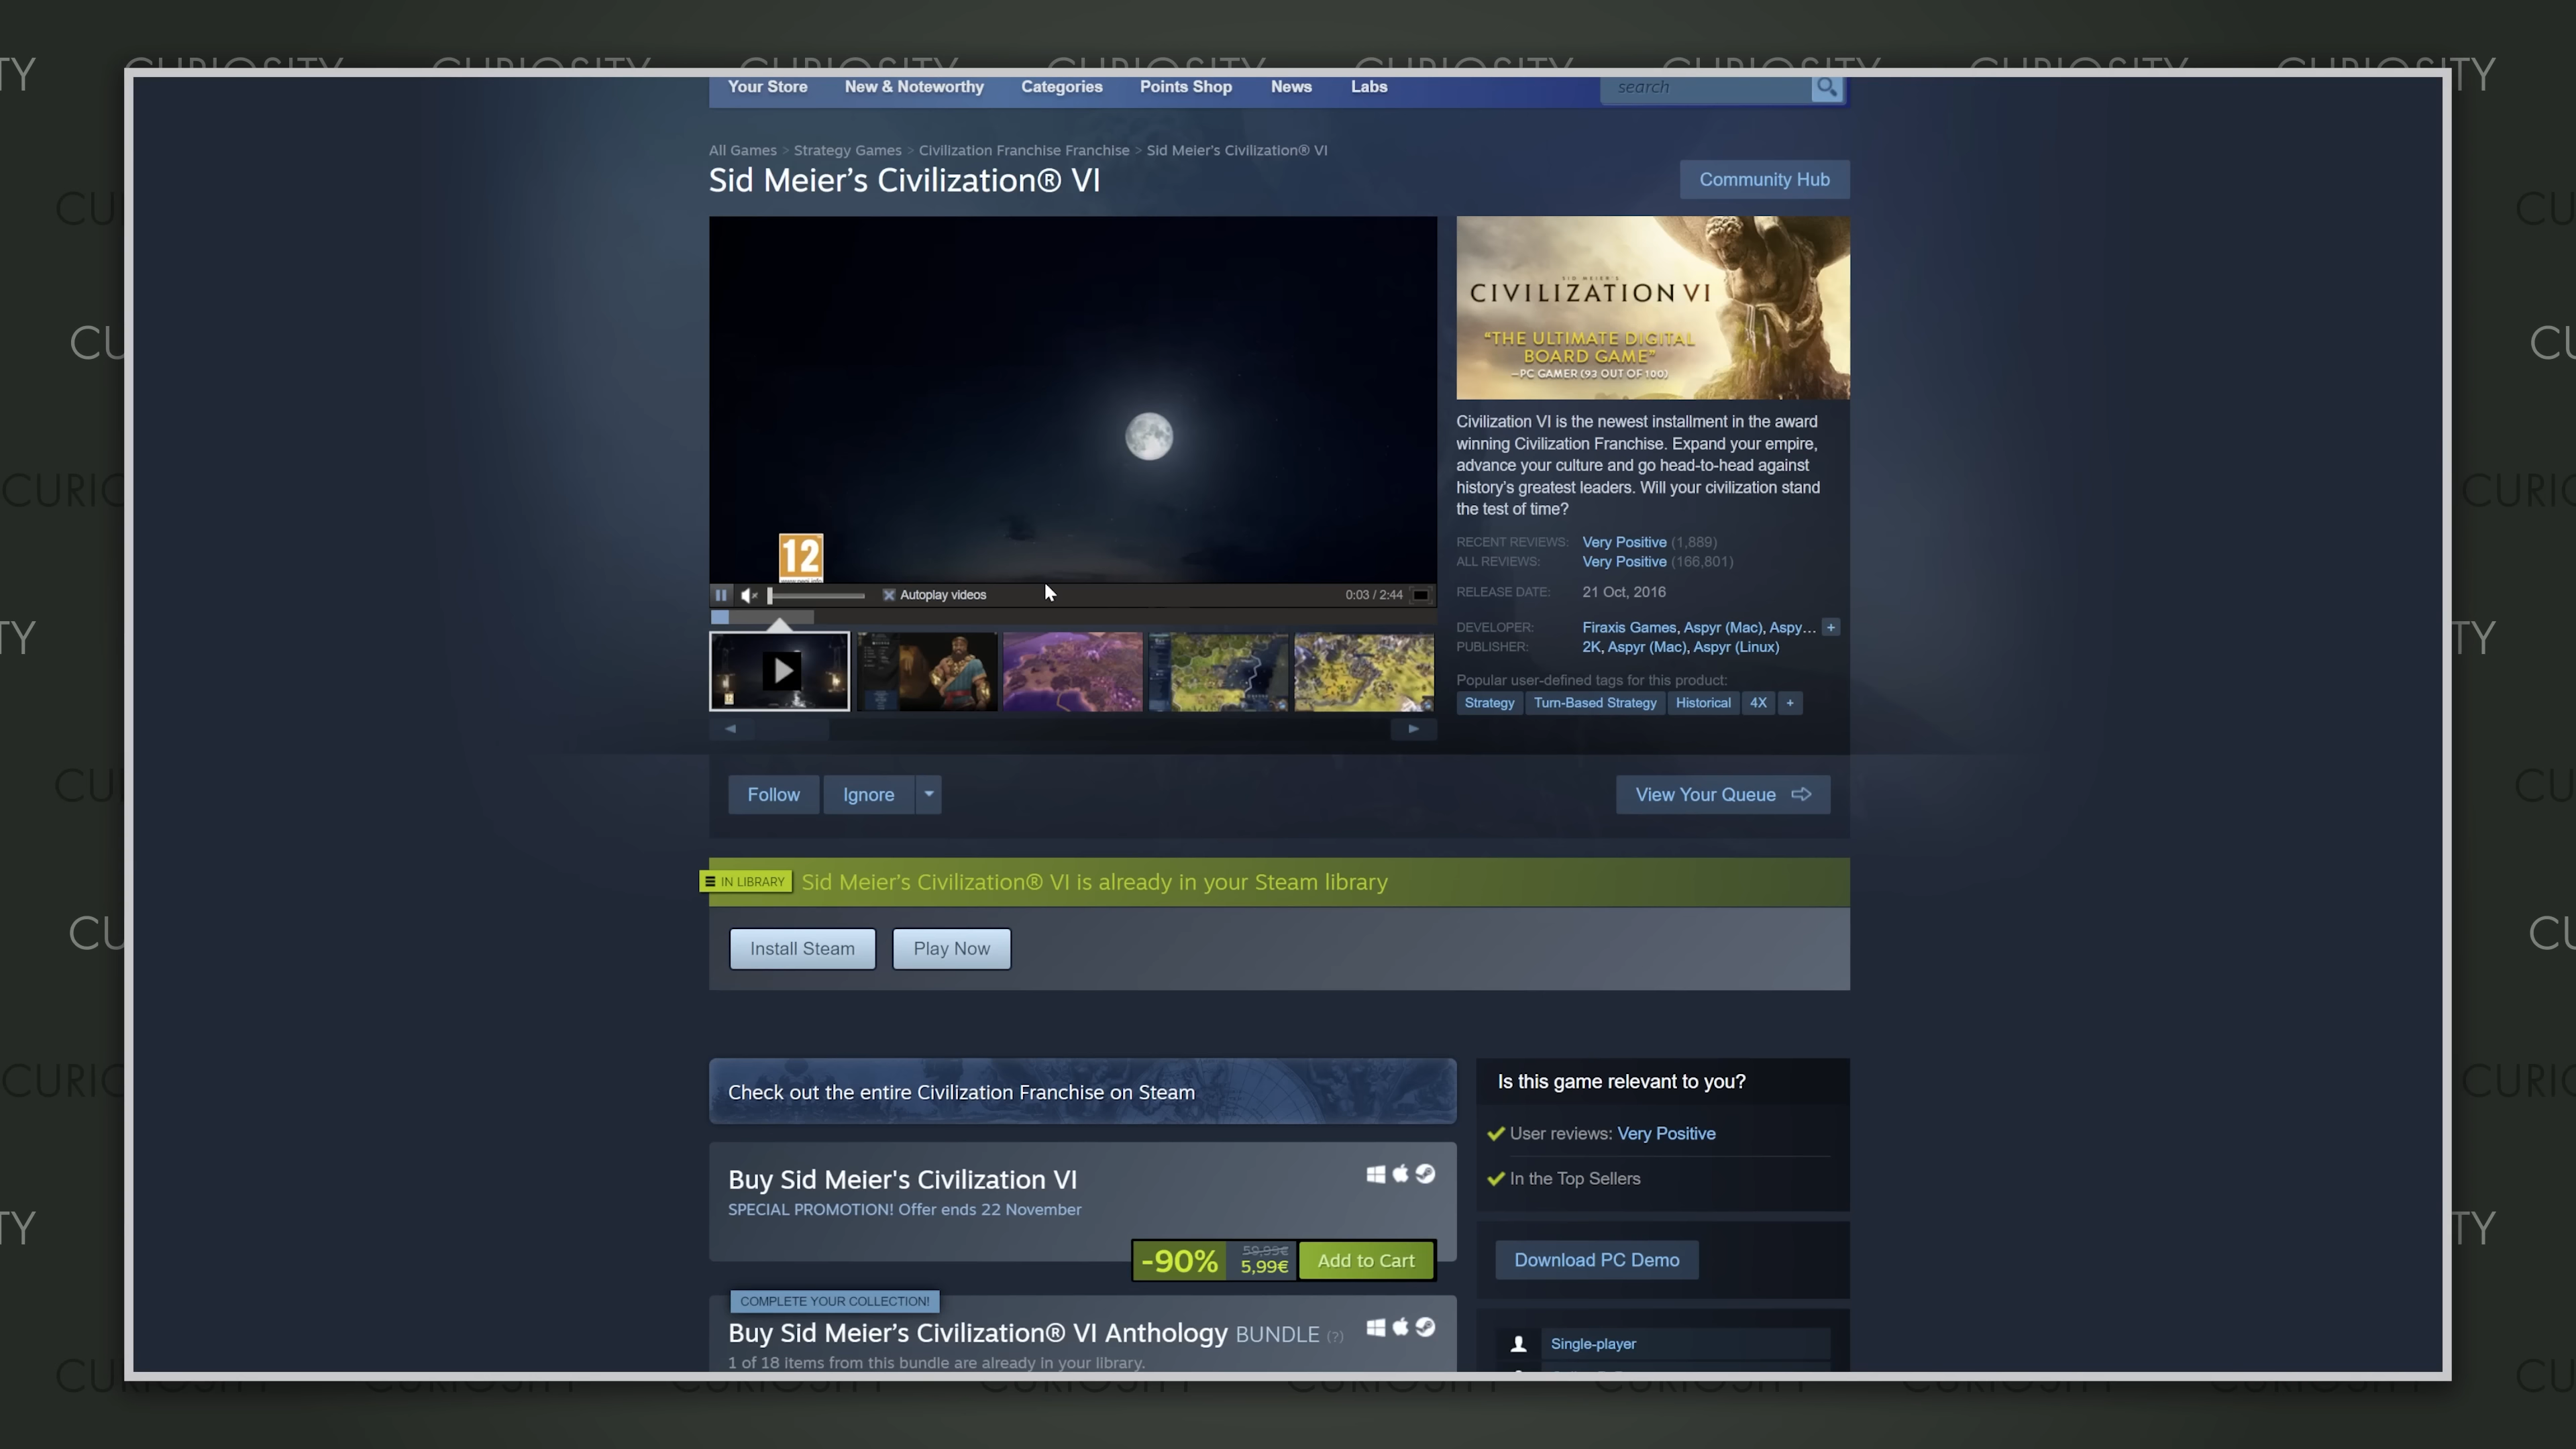 CURIOSITY CURIOSITY CURIOSITY CURIOSITY CURIOSITY CURIOSITY CURIOSITY
Your Store New & Noteworthy Categories Points Shop News Labs search
All Games > Strategy Games > Civilization Franchise Franchise > Sid Meier's Civilization® VI
Sid Meier's Civilization® VI
Community Hub
SID MEIER'S
CIVILIZATION VI
"THE ULTIMATE DIGITAL
BOARD GAME"
—PC GAMER (93 OUT OF 100)
Civilization VI is the newest installment in the award
winning Civilization Franchise. Expand your empire,
advance your culture and go head-to-head against
history's greatest leaders. Will your civilization stand
the test of time?
RECENT REVIEWS: Very Positive (1,889)
ALL REVIEWS: Very Positive (166,801)
RELEASE DATE: 21 Oct, 2016
DEVELOPER: Firaxis Games, Aspyr (Mac), Aspy... +
PUBLISHER: 2K, Aspyr (Mac), Aspyr (Linux)
Popular user-defined tags for this product:
Strategy Turn-Based Strategy Historical 4X +
12
Autoplay videos
0:03 / 2:44
Follow Ignore
View Your Queue
IN LIBRARY
Sid Meier's Civilization® VI is already in your Steam library
Install Steam Play Now
Check out the entire Civilization Franchise on Steam
Buy Sid Meier's Civilization VI
SPECIAL PROMOTION! Offer ends 22 November
-90% 59,99€ 5,99€ Add to Cart
COMPLETE YOUR COLLECTION!
Buy Sid Meier's Civilization® VI Anthology BUNDLE (?)
1 of 18 items from this bundle are already in your library.
Is this game relevant to you?
User reviews: Very Positive
In the Top Sellers
Download PC Demo
Single-player